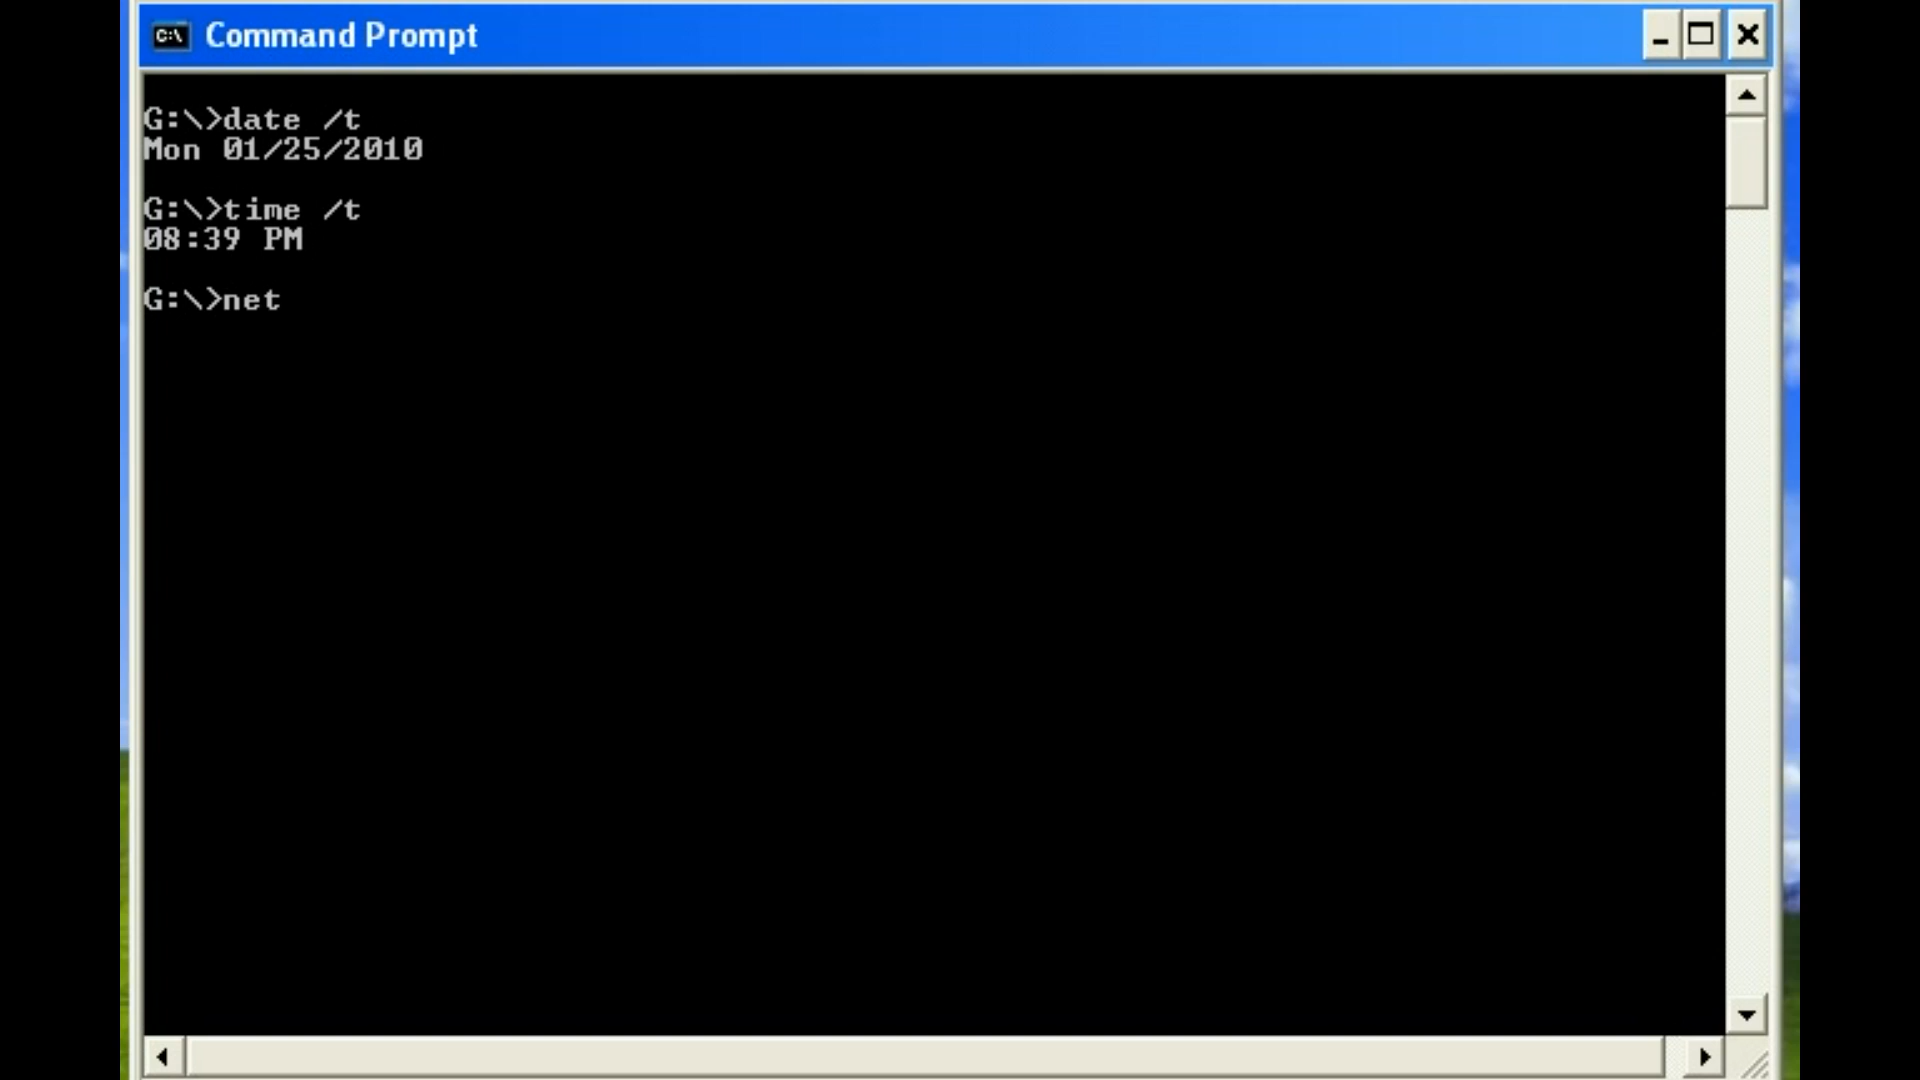 C:\ Command Prompt
G:\>date /t
Mon 01/25/2010
G:\>time /t
08:39 PM
G:\>net